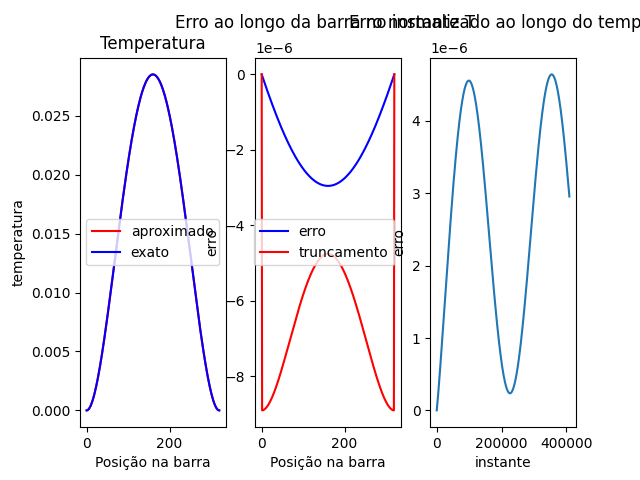 Temperatura
temperatura
0.025
0.020
0.015
0.010
0.005
0.000
aproximado
exato
0
200
Posição na barra
Erro ao longo da barra
1e−6
erro
0
−2
−4
−6
−8
erro
truncamento
0
200
Posição na barra
Erro normalizado ao longo do temp
1e−6
erro
4
3
2
1
0
0
200000
400000
instante